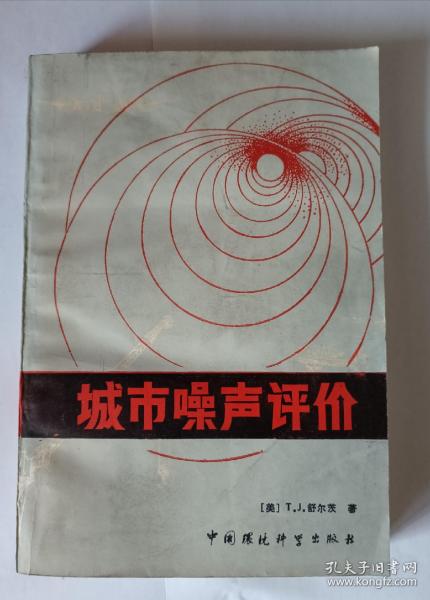 城市噪声评价
[美] T.J.舒尔茨 著
中国环境科学出版社
孔夫子旧书网
www.kongfz.com